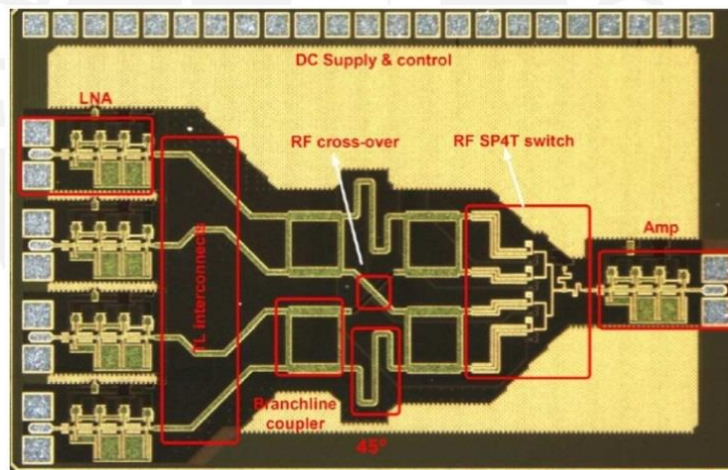 DC Supply & control
LNA
RF cross-over
RF SP4T switch
Amp
TL interconnects
Branchline
coupler
45°